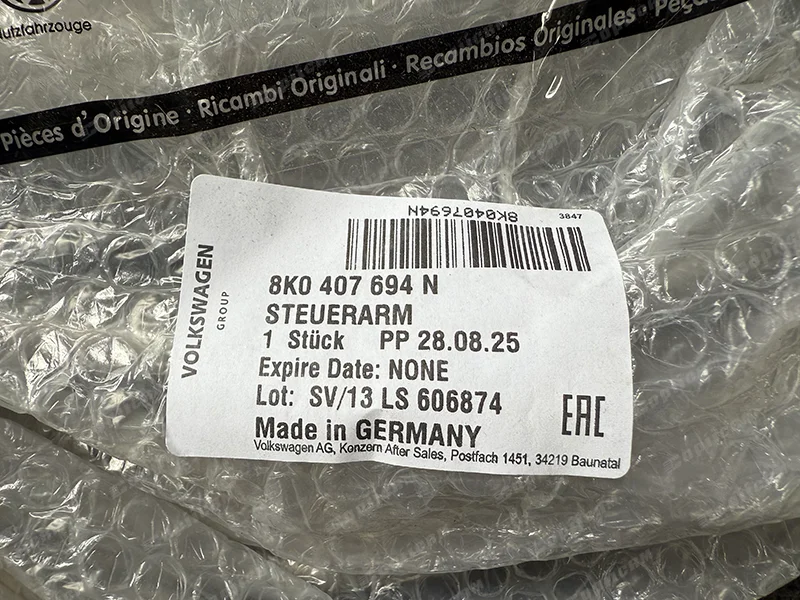 Nutzfahrzeuge
Pièces d'Origine · Ricambi Originali · Recambios Originales ·
8K0407694N
3847
VOLKSWAGEN
GROUP
8K0 407 694 N
STEUERARM
1 Stück PP 28.08.25
Expire Date: NONE
Lot: SV/13 LS 606874
Made in GERMANY
EAC
Volkswagen AG, Konzern After Sales, Postfach 1451, 34219 Baunatal